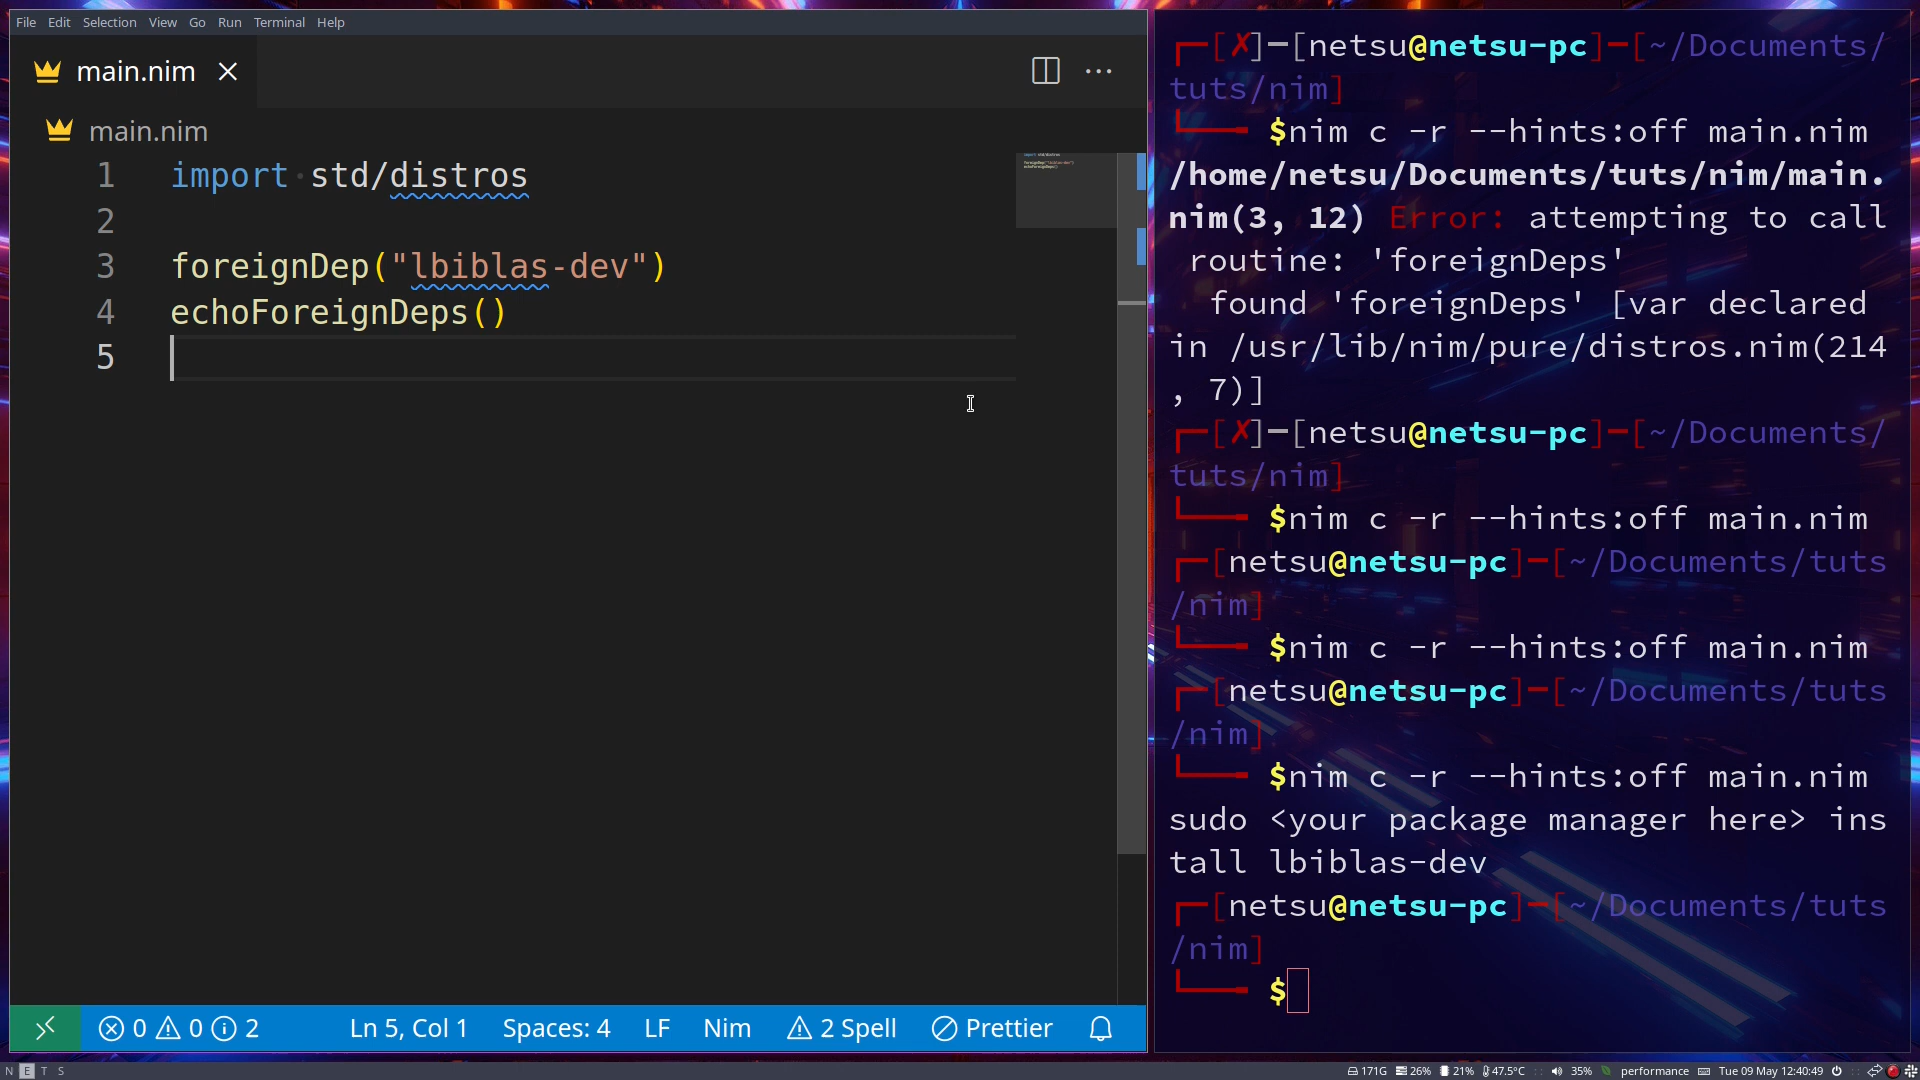 File Edit Selection View Go Run Terminal Help
main.nim
main.nim
1 import std/distros
2
3 foreignDep("lbiblas-dev")
4 echoForeignDeps()
5
0 0 2 Ln 5, Col 1 Spaces: 4 LF Nim 2 Spell Prettier
┌─[✗]─[netsu@netsu-pc]─[~/Documents/
tuts/nim]
└──╼ $nim c -r --hints:off main.nim
/home/netsu/Documents/tuts/nim/main.
nim(3, 12) Error: attempting to call
routine: 'foreignDeps'
found 'foreignDeps' [var declared
in /usr/lib/nim/pure/distros.nim(214
, 7)]
┌─[✗]─[netsu@netsu-pc]─[~/Documents/
tuts/nim]
└──╼ $nim c -r --hints:off main.nim
┌─[netsu@netsu-pc]─[~/Documents/tuts
/nim]
└──╼ $nim c -r --hints:off main.nim
┌─[netsu@netsu-pc]─[~/Documents/tuts
/nim]
└──╼ $nim c -r --hints:off main.nim
sudo <your package manager here> ins
tall lbiblas-dev
┌─[netsu@netsu-pc]─[~/Documents/tuts
/nim]
└──╼ $
N E T S 171G 26% 21% 47.5°C 35% performance Tue 09 May 12:40:49